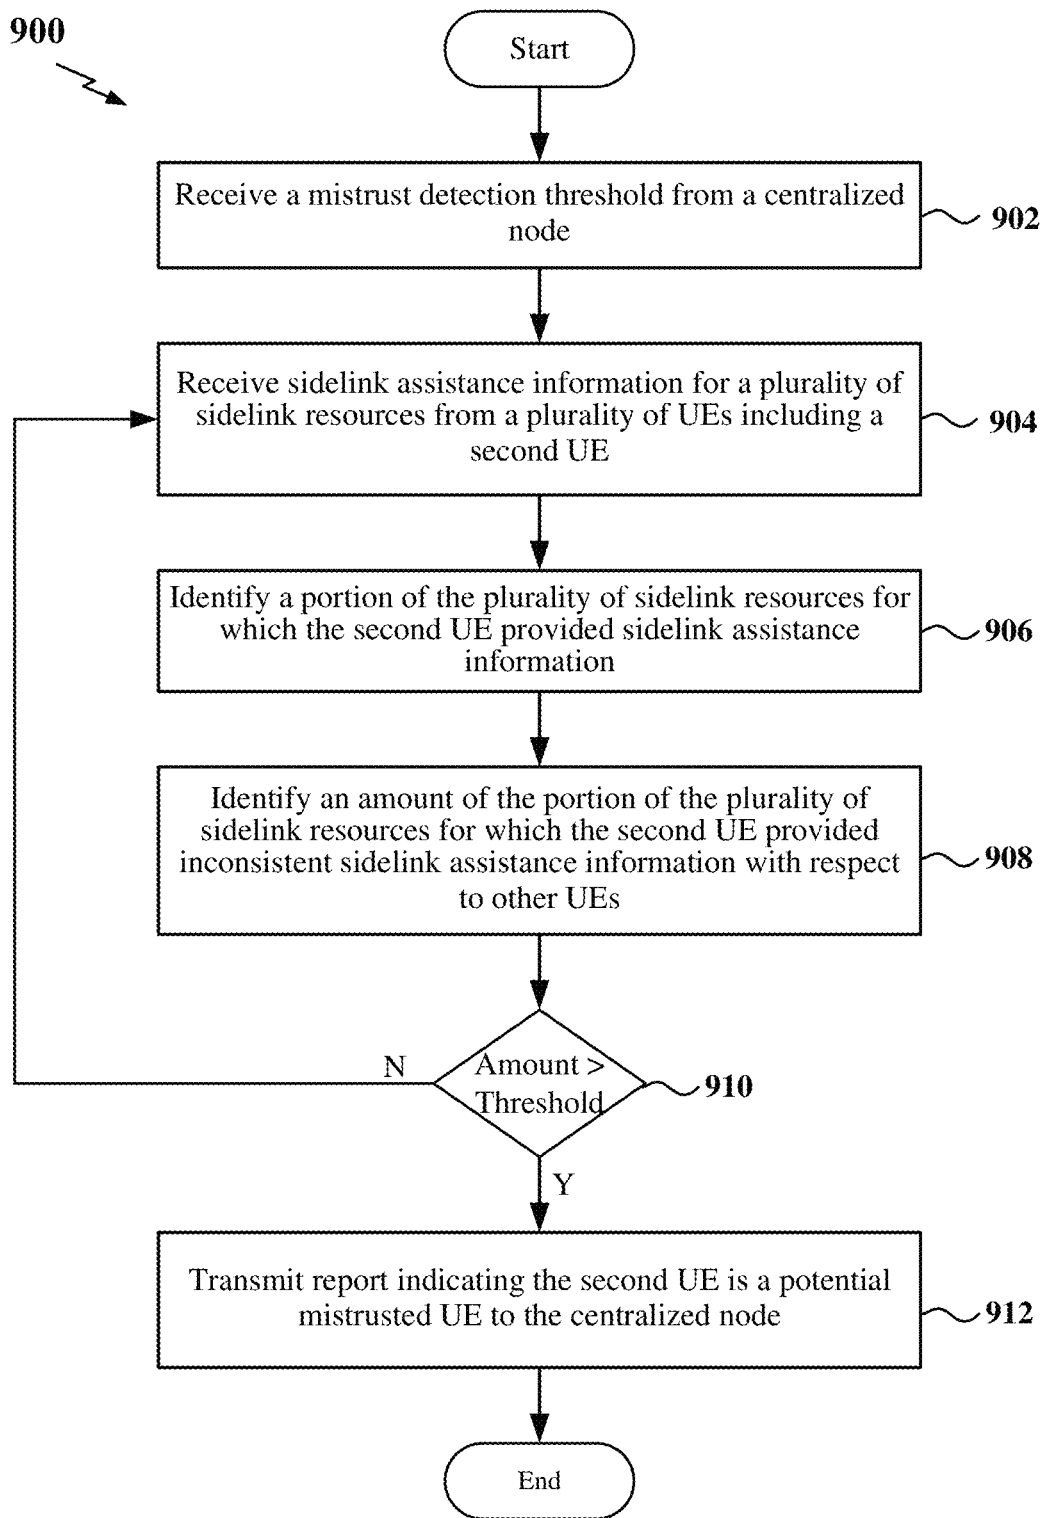 900
Start
Receive a mistrust detection threshold from a centralized
node
902
Receive sidelink assistance information for a plurality of
sidelink resources from a plurality of UEs including a
second UE
904
Identify a portion of the plurality of sidelink resources for
which the second UE provided sidelink assistance
information
906
Identify an amount of the portion of the plurality of
sidelink resources for which the second UE provided
inconsistent sidelink assistance information with respect
to other UEs
908
N
Amount >
Threshold
910
Y
Transmit report indicating the second UE is a potential
mistrusted UE to the centralized node
912
End